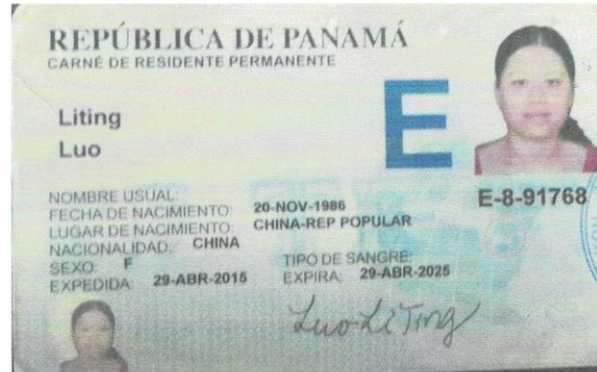 REPÚBLICA DE PANAMÁ
CARNÉ DE RESIDENTE PERMANENTE
Liting
Luo
E
E-8-91768
NOMBRE USUAL:
FECHA DE NACIMIENTO: 20-NOV-1986
LUGAR DE NACIMIENTO: CHINA-REP POPULAR
NACIONALIDAD: CHINA
SEXO: F TIPO DE SANGRE:
EXPEDIDA: 29-ABR-2015 EXPIRA: 29-ABR-2025
Luo LiTing